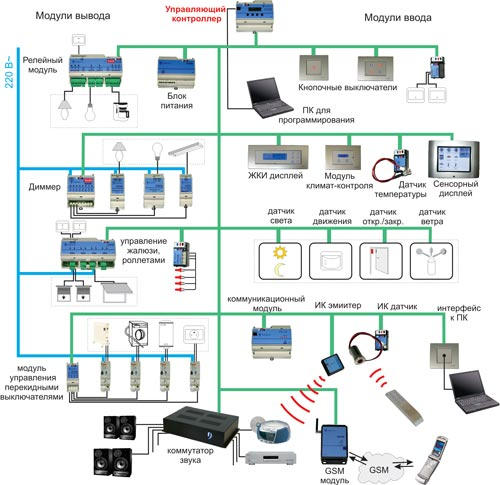 Модули вывода
Управляющий
контроллер
Модули ввода
220 В~
Релейный
модуль
Блок
питания
Кнопочные выключатели
ПК для
программирования
Диммер
ЖКИ дисплей
Модуль
климат-контроля
Датчик
температуры
Сенсорный
дисплей
управление
жалюзи,
роллетами
датчик
света
датчик
движения
датчик
откр./закр.
датчик
ветра
коммуникационный
модуль
ИК эмиттер
ИК датчик
интерфейс
к ПК
модуль
управления
перекидными
выключателями
коммутатор
звука
GSM
модуль
GSM